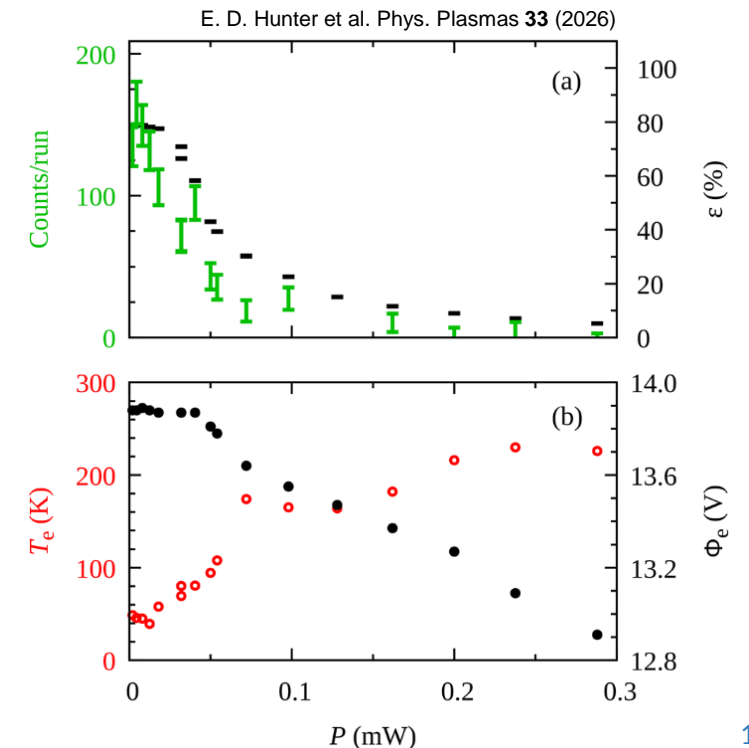 E. D. Hunter et al. Phys. Plasmas 33 (2026)
200
100
0
Counts/run
(a)
100
80
60
40
20
0
ε (%)
300
200
100
0
Te (K)
(b)
14.0
13.6
13.2
12.8
Φe (V)
0 0.1 0.2 0.3
P (mW)
1